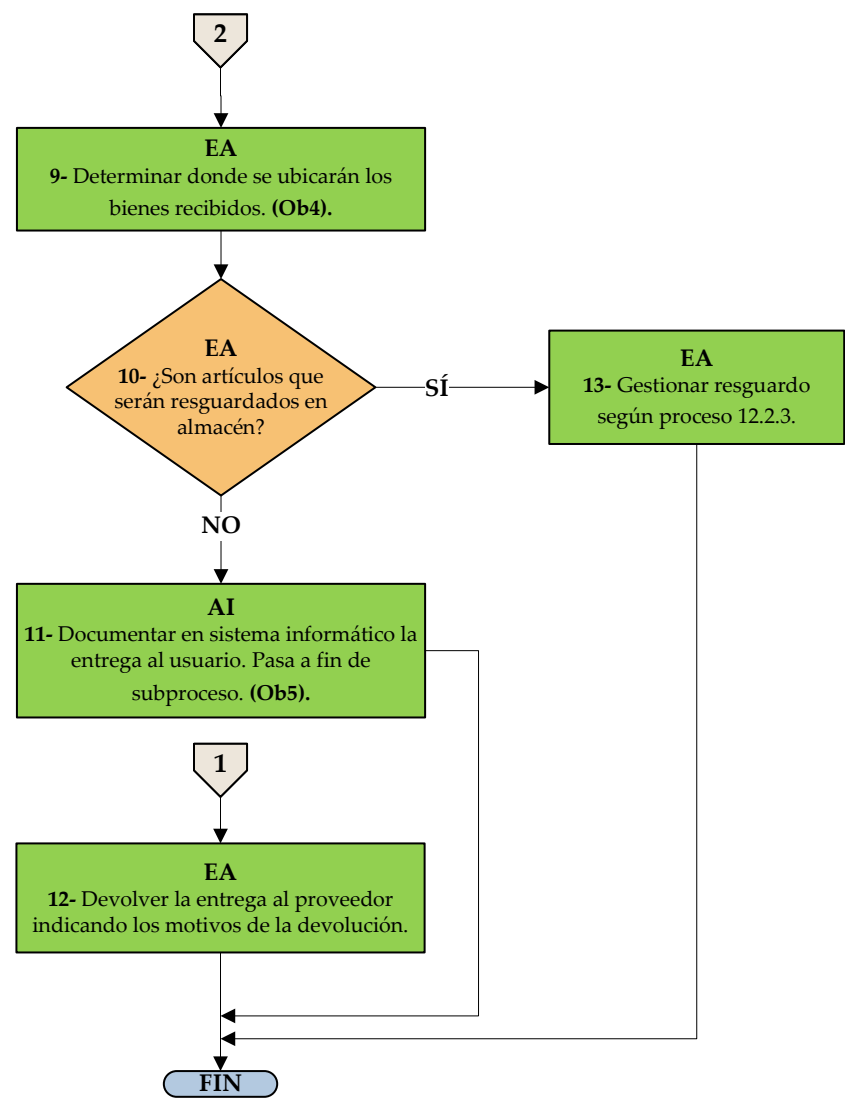 2
EA
9- Determinar donde se ubicarán los
bienes recibidos. (Ob4).
EA
10- ¿Son artículos que
serán resguardados en
almacén?
SÍ
EA
13- Gestionar resguardo
según proceso 12.2.3.
NO
AI
11- Documentar en sistema informático la
entrega al usuario. Pasa a fin de
subproceso. (Ob5).
1
EA
12- Devolver la entrega al proveedor
indicando los motivos de la devolución.
FIN